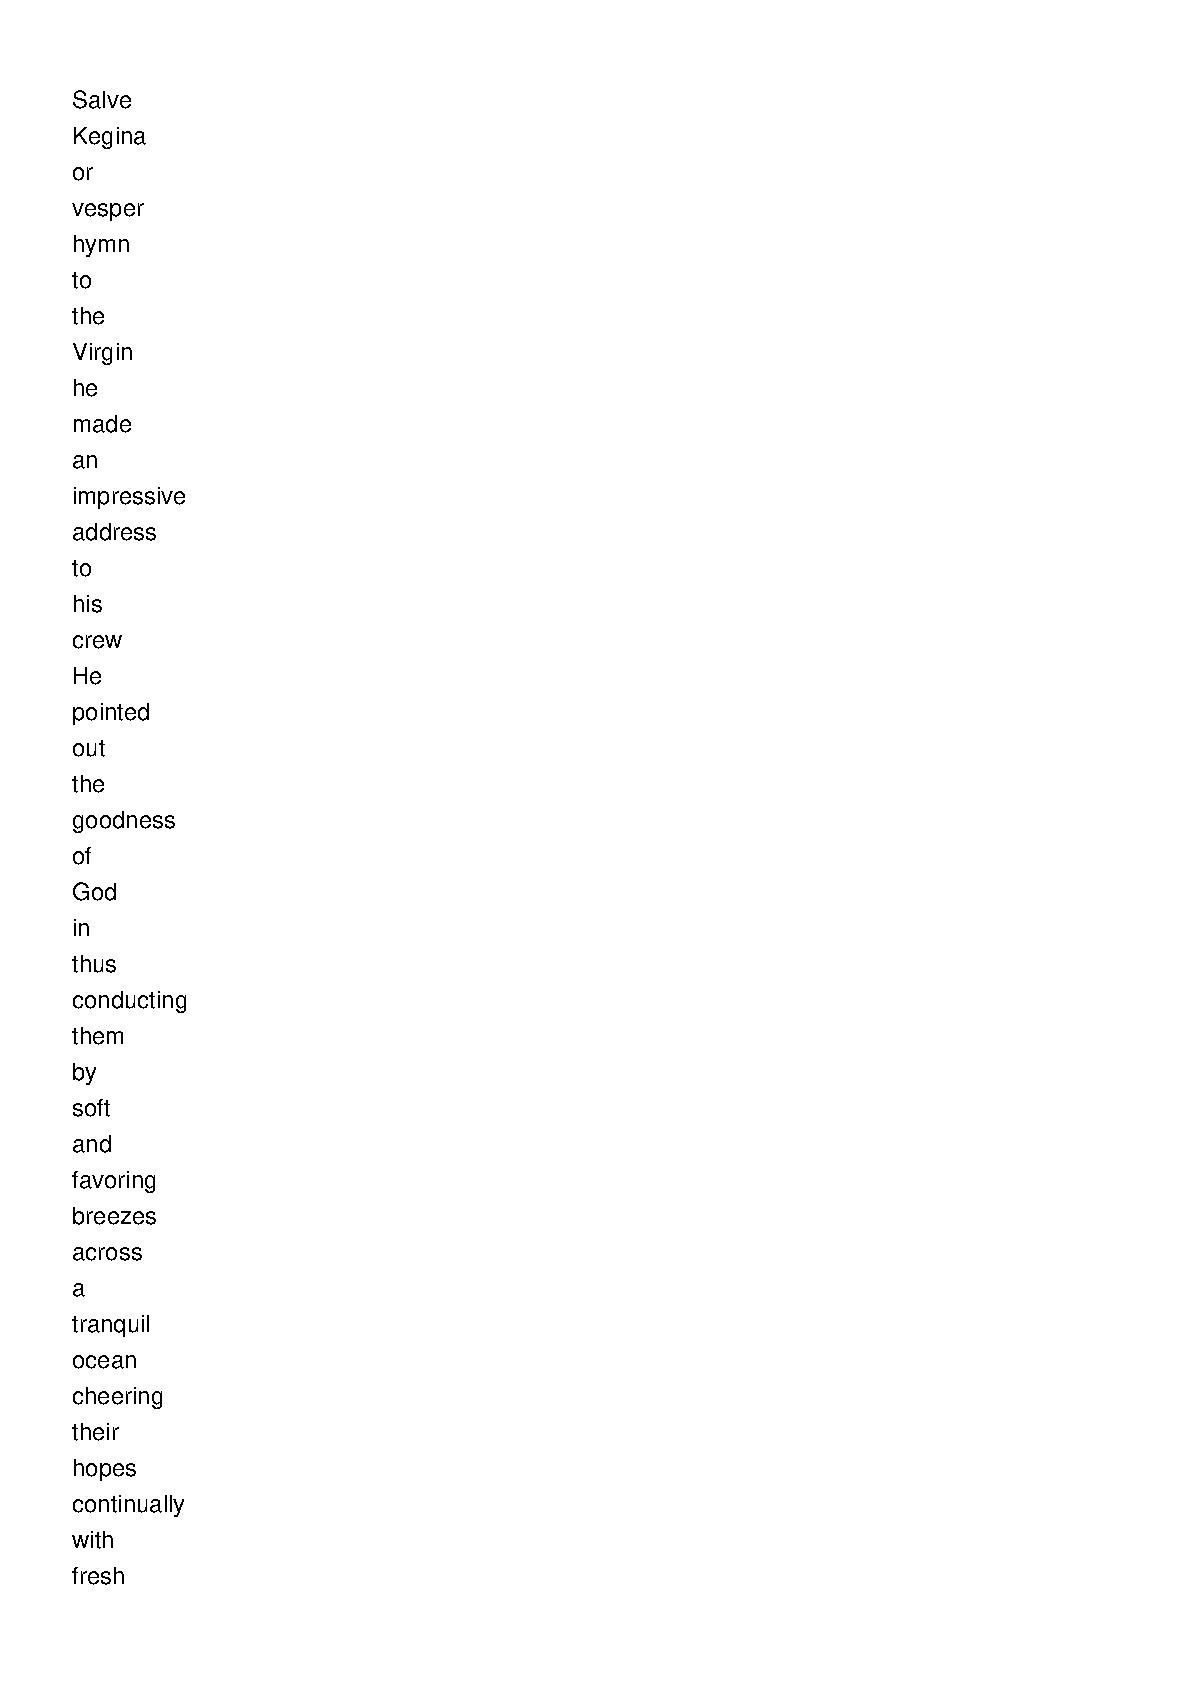 Salve
Kegina
or
vesper
hymn
to
the
Virgin
he
made
an
impressive
address
to
his
crew
He
pointed
out
the
goodness
of
God
in
thus
conducting
them
by
soft
and
favoring
breezes
across
a
tranquil
ocean
cheering
their
hopes
continually
with
fresh